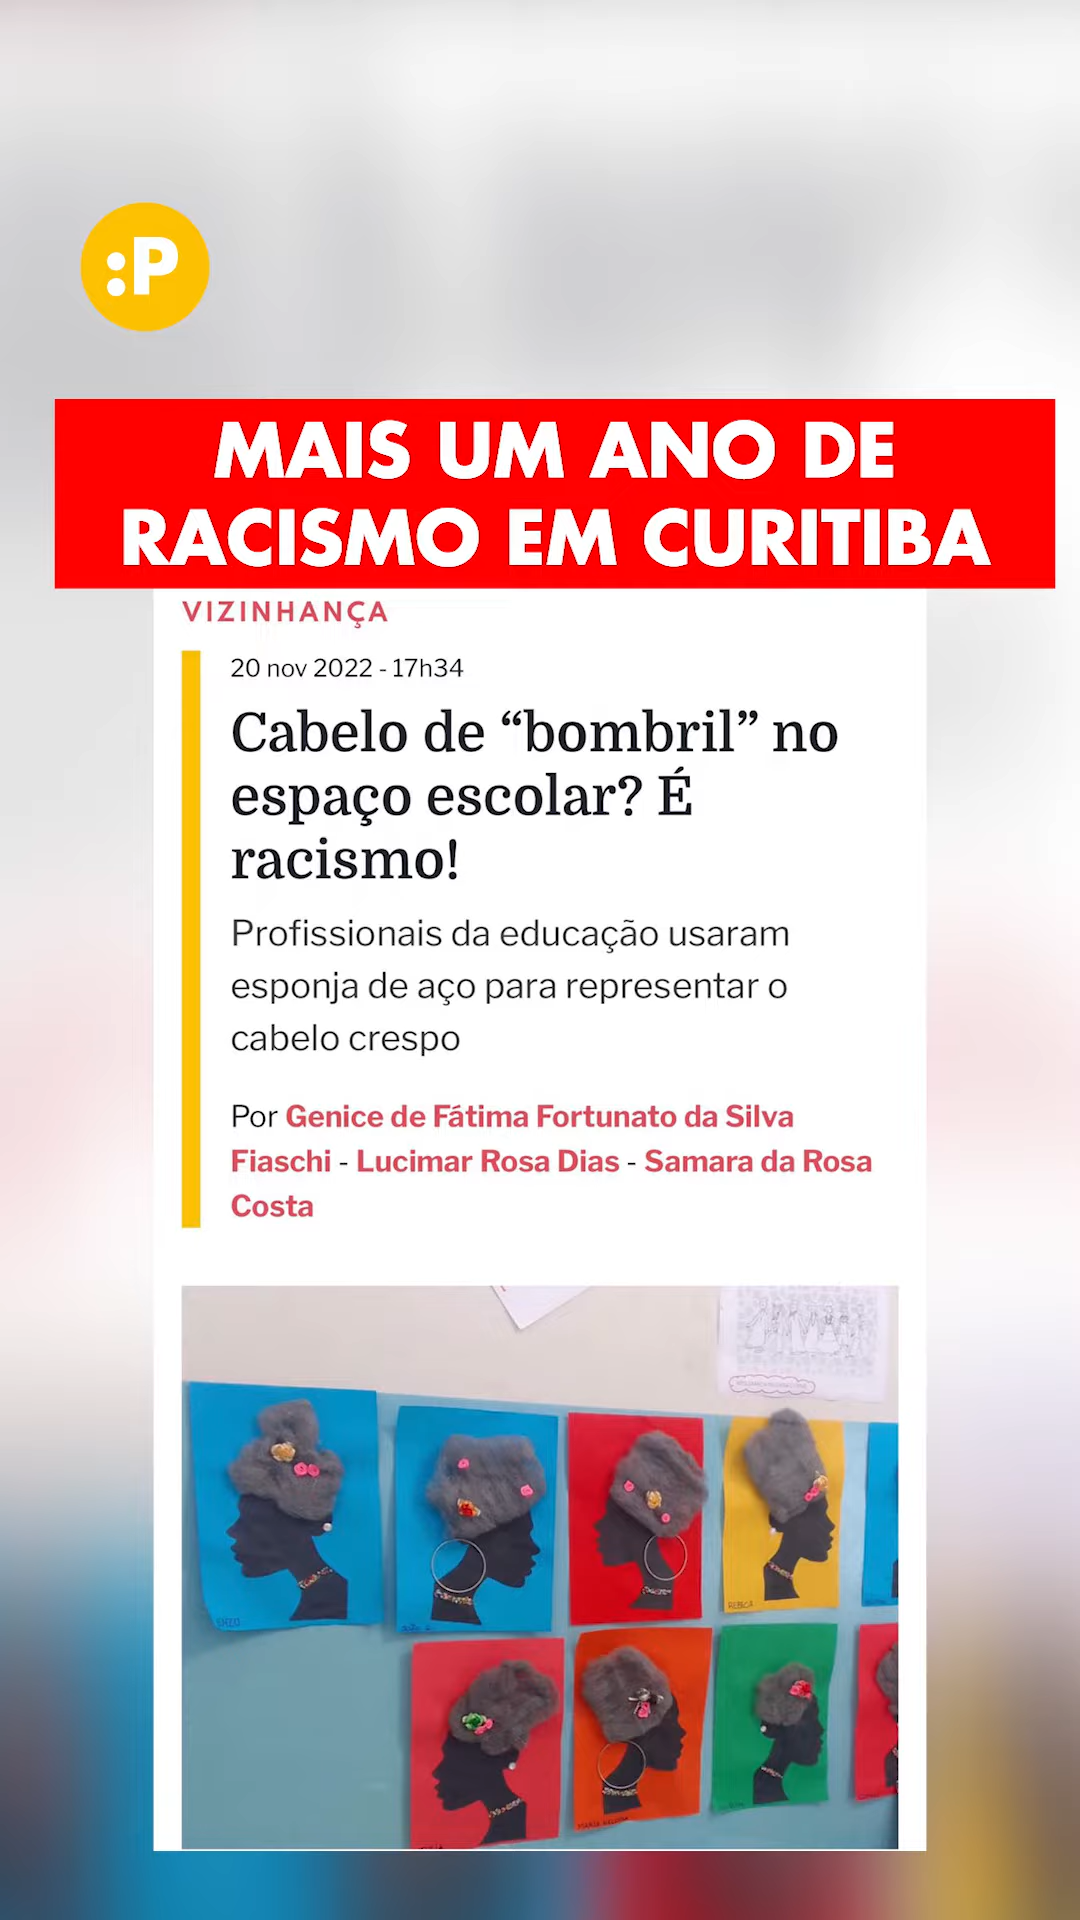 :P
MAIS UM ANO DE
RACISMO EM CURITIBA
VIZINHANÇA
20 nov 2022 - 17h34
Cabelo de “bombril” no
espaço escolar? É
racismo!
Profissionais da educação usaram
esponja de aço para representar o
cabelo crespo
Por Genice de Fátima Fortunato da Silva
Fiaschi - Lucimar Rosa Dias - Samara da Rosa
Costa
ENZO
REBECA